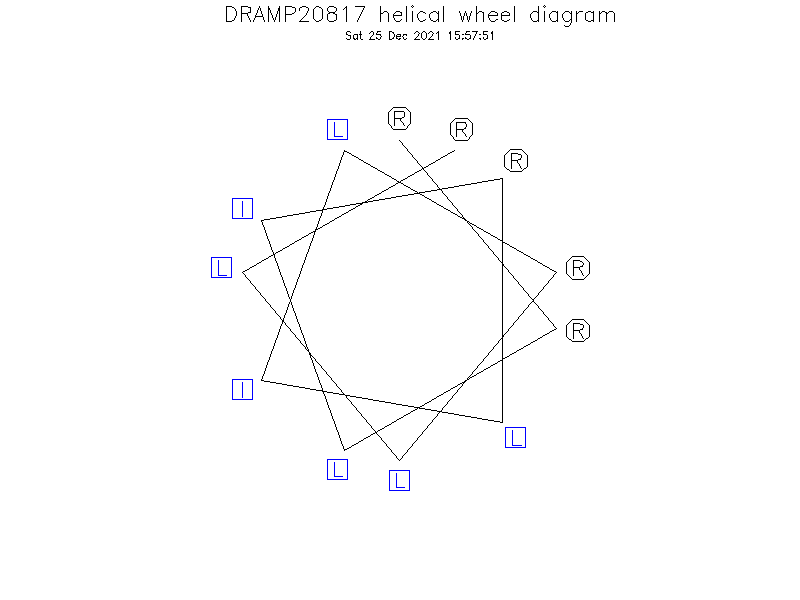 DRAMP20817 helical wheel diagram
Sat 25 Dec 2021 15:57:51
L R R
R
I
L R
R
I
L
L
L